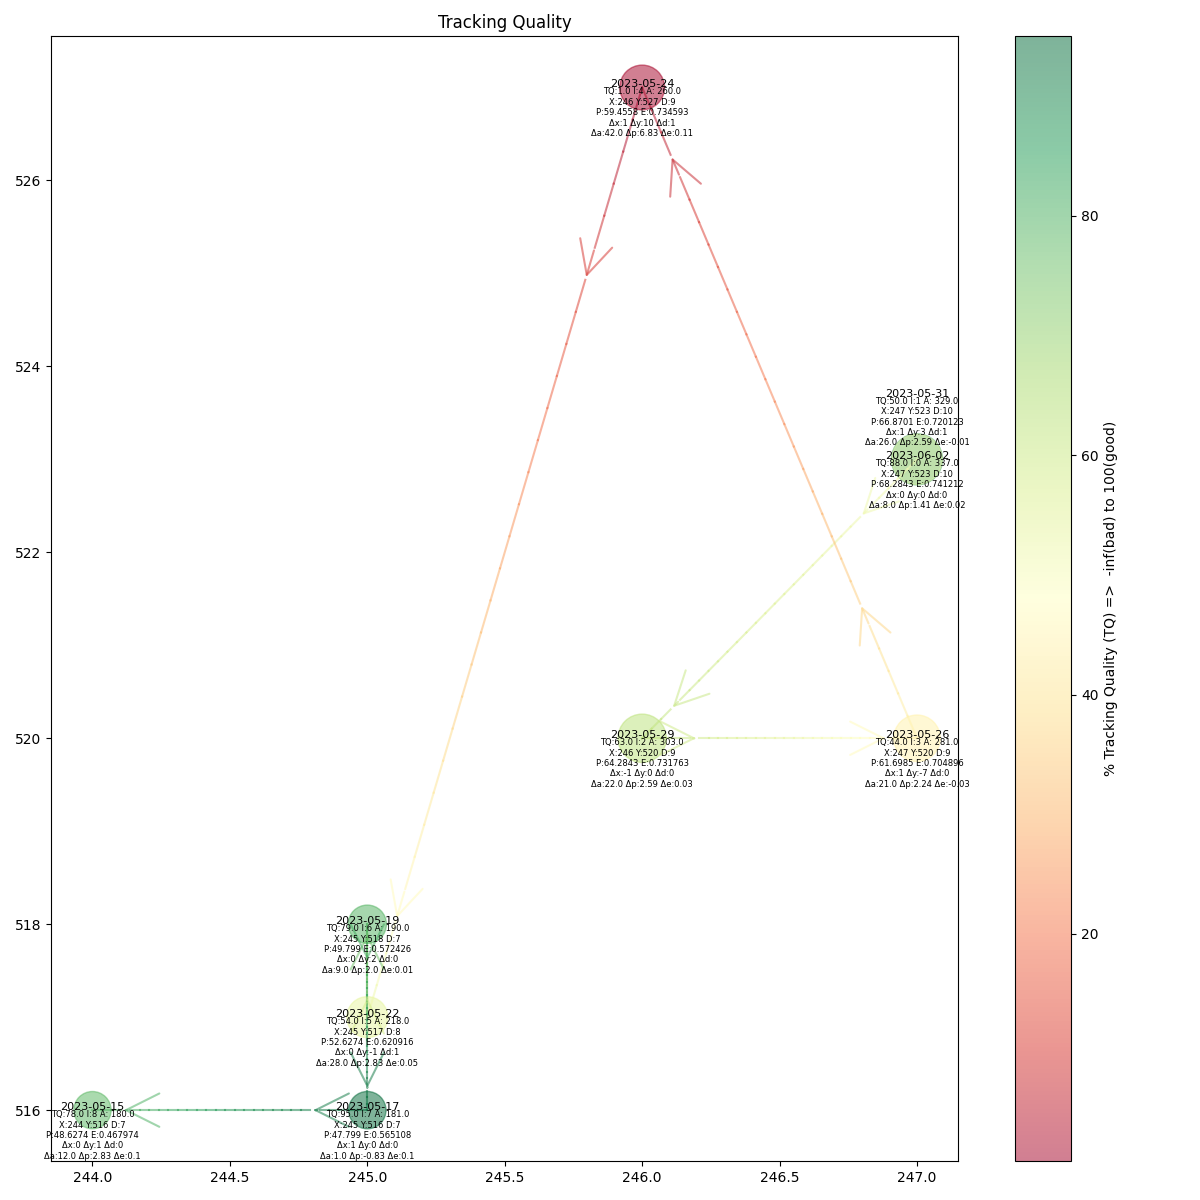 Tracking Quality
2023-05-24
TQ:1.0 I:4 A: 260.0
X:246 Y:527 D:9
P:59.4558 E:0.734593
Δx:1 Δy:10 Δd:1
Δa:42.0 Δp:6.83 Δe:0.11
2023-05-31
TQ:50.0 I:1 A: 329.0
X:247 Y:523 D:10
P:66.8701 E:0.720123
Δx:1 Δy:3 Δd:1
Δa:26.0 Δp:2.59 Δe:-0.01
2023-06-02
TQ:88.0 I:0 A: 337.0
X:247 Y:523 D:10
P:68.2843 E:0.741212
Δx:0 Δy:0 Δd:0
Δa:8.0 Δp:1.41 Δe:0.02
2023-05-29
TQ:63.0 I:2 A: 303.0
X:246 Y:520 D:9
P:64.2843 E:0.731763
Δx:-1 Δy:0 Δd:0
Δa:22.0 Δp:2.59 Δe:0.03
2023-05-26
TQ:44.0 I:3 A: 281.0
X:247 Y:520 D:9
P:61.6985 E:0.704896
Δx:1 Δy:-7 Δd:0
Δa:21.0 Δp:2.24 Δe:-0.03
2023-05-19
TQ:79.0 I:6 A: 190.0
X:245 Y:518 D:7
P:49.799 E:0.572426
Δx:0 Δy:2 Δd:0
Δa:9.0 Δp:2.0 Δe:0.01
2023-05-22
TQ:54.0 I:5 A: 218.0
X:245 Y:517 D:8
P:52.6274 E:0.620916
Δx:0 Δy:-1 Δd:1
Δa:28.0 Δp:2.83 Δe:0.05
2023-05-15
TQ:78.0 I:8 A: 180.0
X:244 Y:516 D:7
P:48.6274 E:0.467974
Δx:0 Δy:1 Δd:0
Δa:12.0 Δp:2.83 Δe:0.1
2023-05-17
TQ:95.0 I:7 A: 181.0
X:245 Y:516 D:7
P:47.799 E:0.565108
Δx:1 Δy:0 Δd:0
Δa:1.0 Δp:-0.83 Δe:0.1
526
524
522
520
518
516
244.0 244.5 245.0 245.5 246.0 246.5 247.0
80
60
40
20
% Tracking Quality (TQ) => -inf(bad) to 100(good)